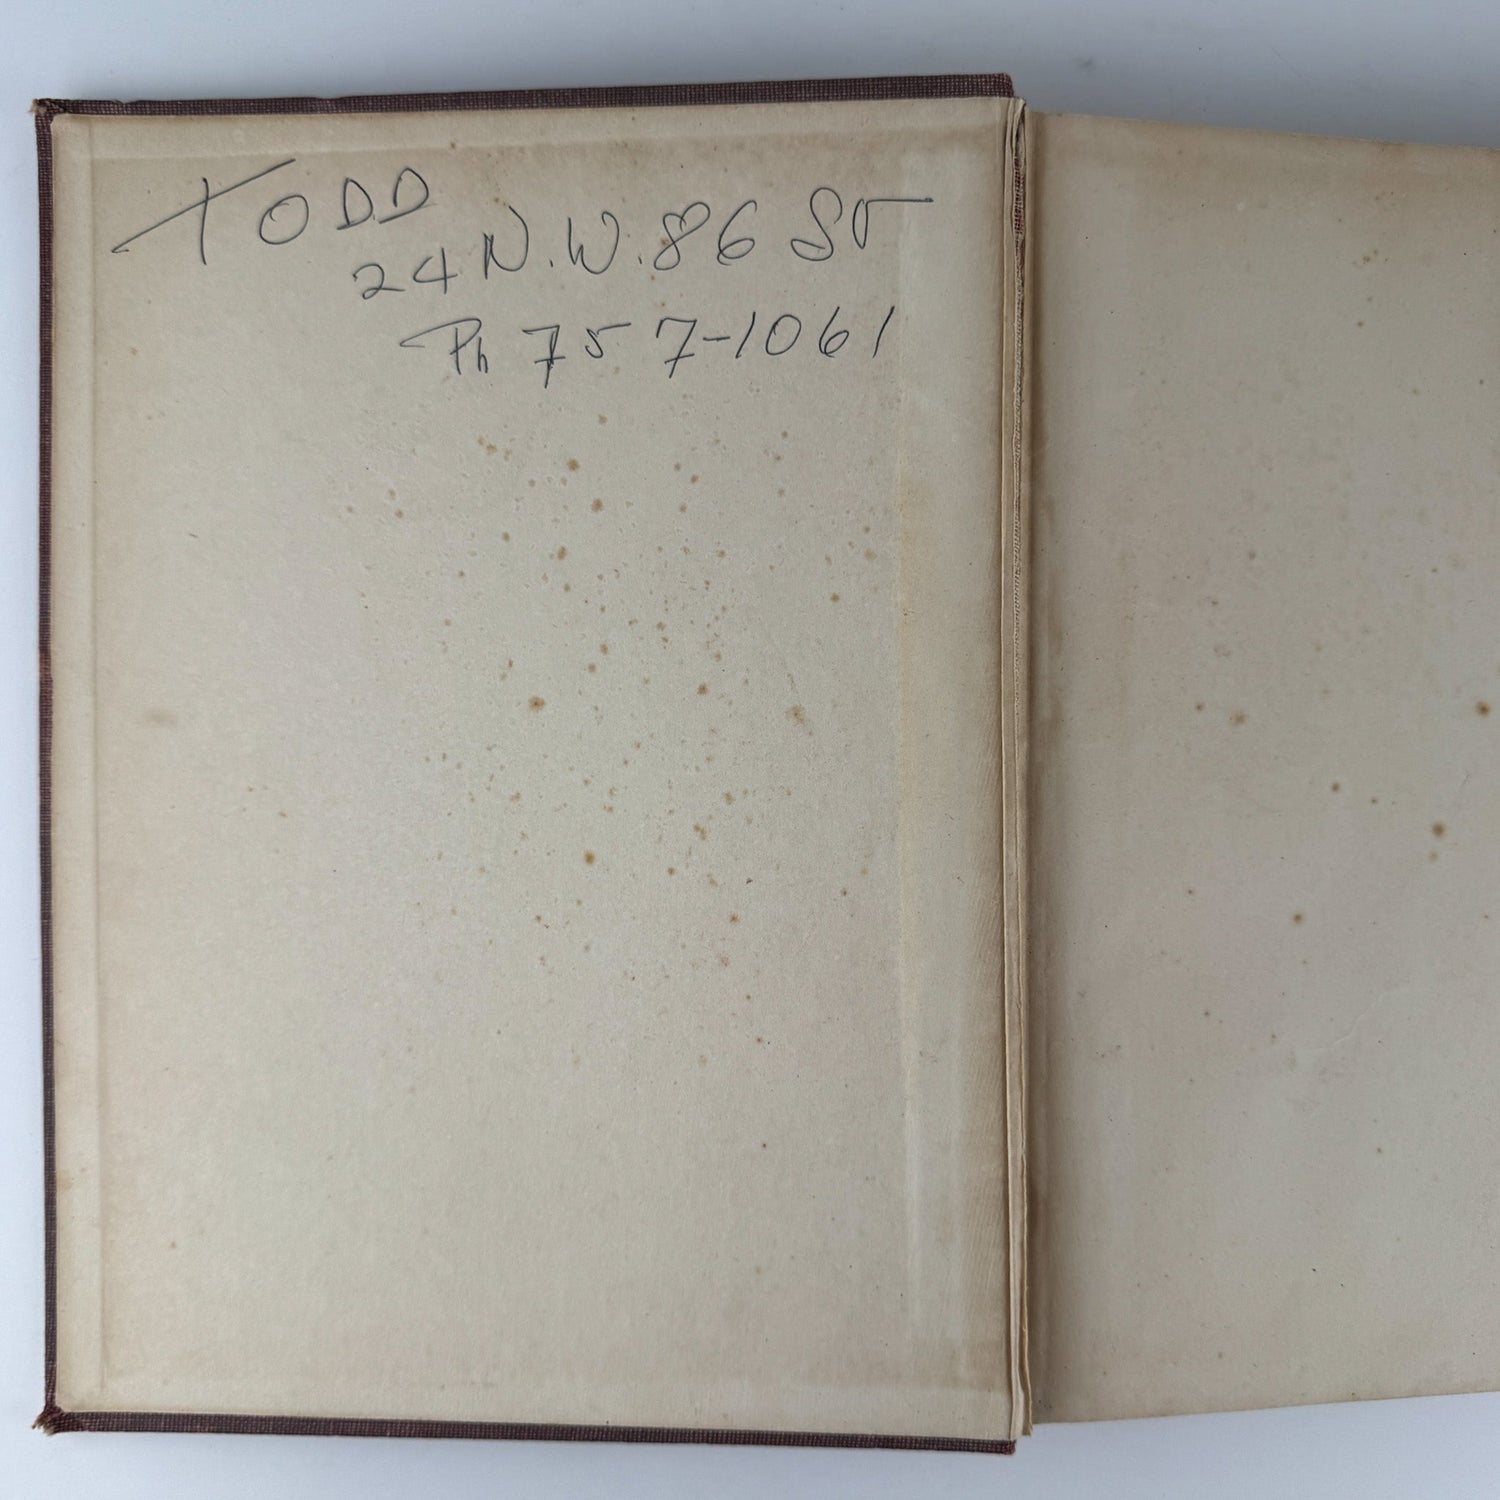 TODD
24 N.W. 86 ST
Ph 757-1061